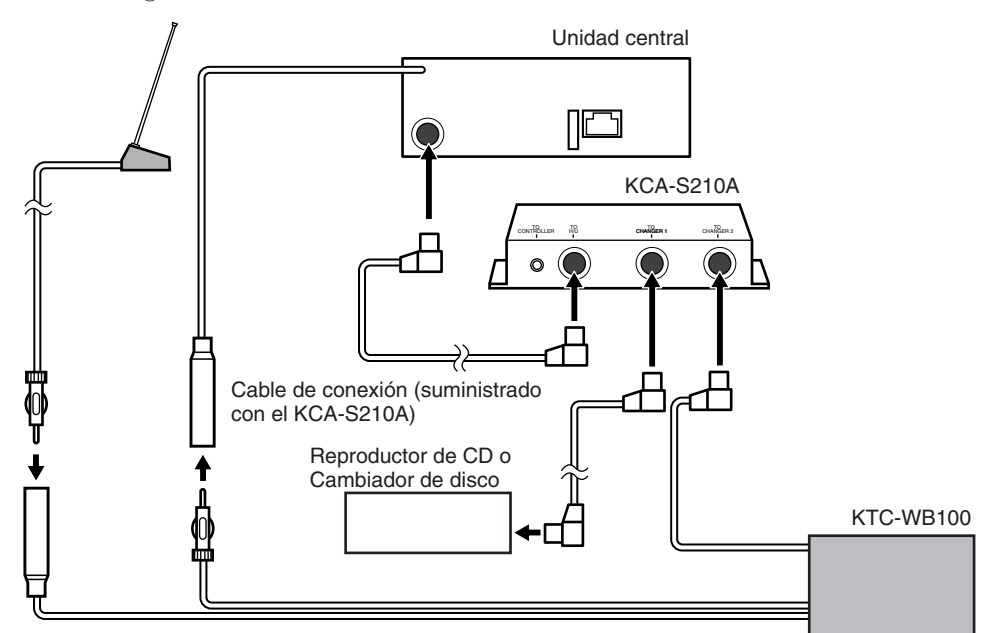 Unidad central
KCA-S210A
TO
CONTROLLER
TO
H/U
TO
CHANGER 1
TO
CHANGER 2
Cable de conexión (suministrado
con el KCA-S210A)
Reproductor de CD o
Cambiador de disco
KTC-WB100